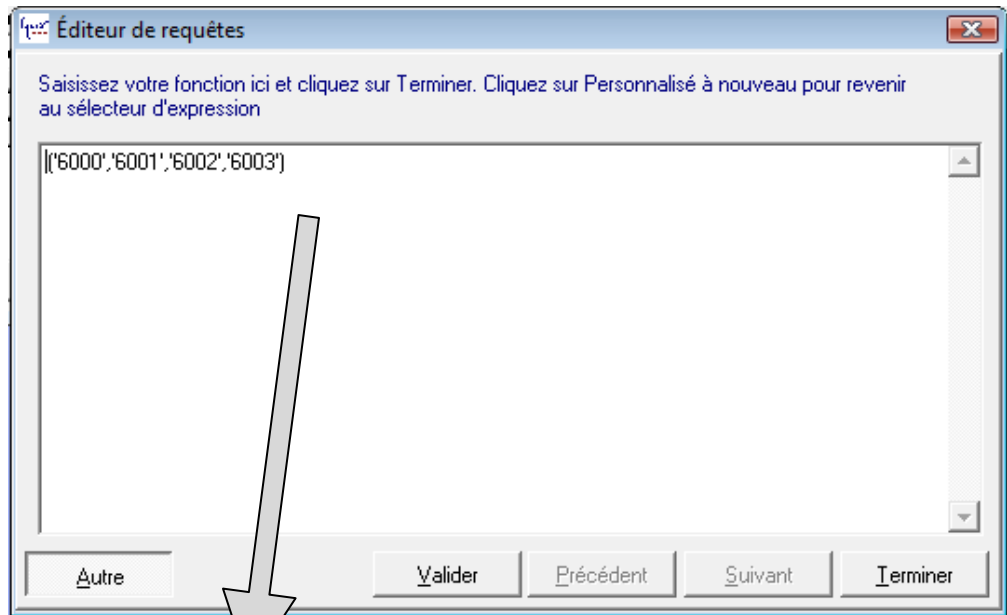 Éditeur de requêtes
Saisissez votre fonction ici et cliquez sur Terminer. Cliquez sur Personnalisé à nouveau pour revenir
au sélecteur d'expression
('6000','6001','6002','6003')
Autre
Valider
Précédent
Suivant
Terminer